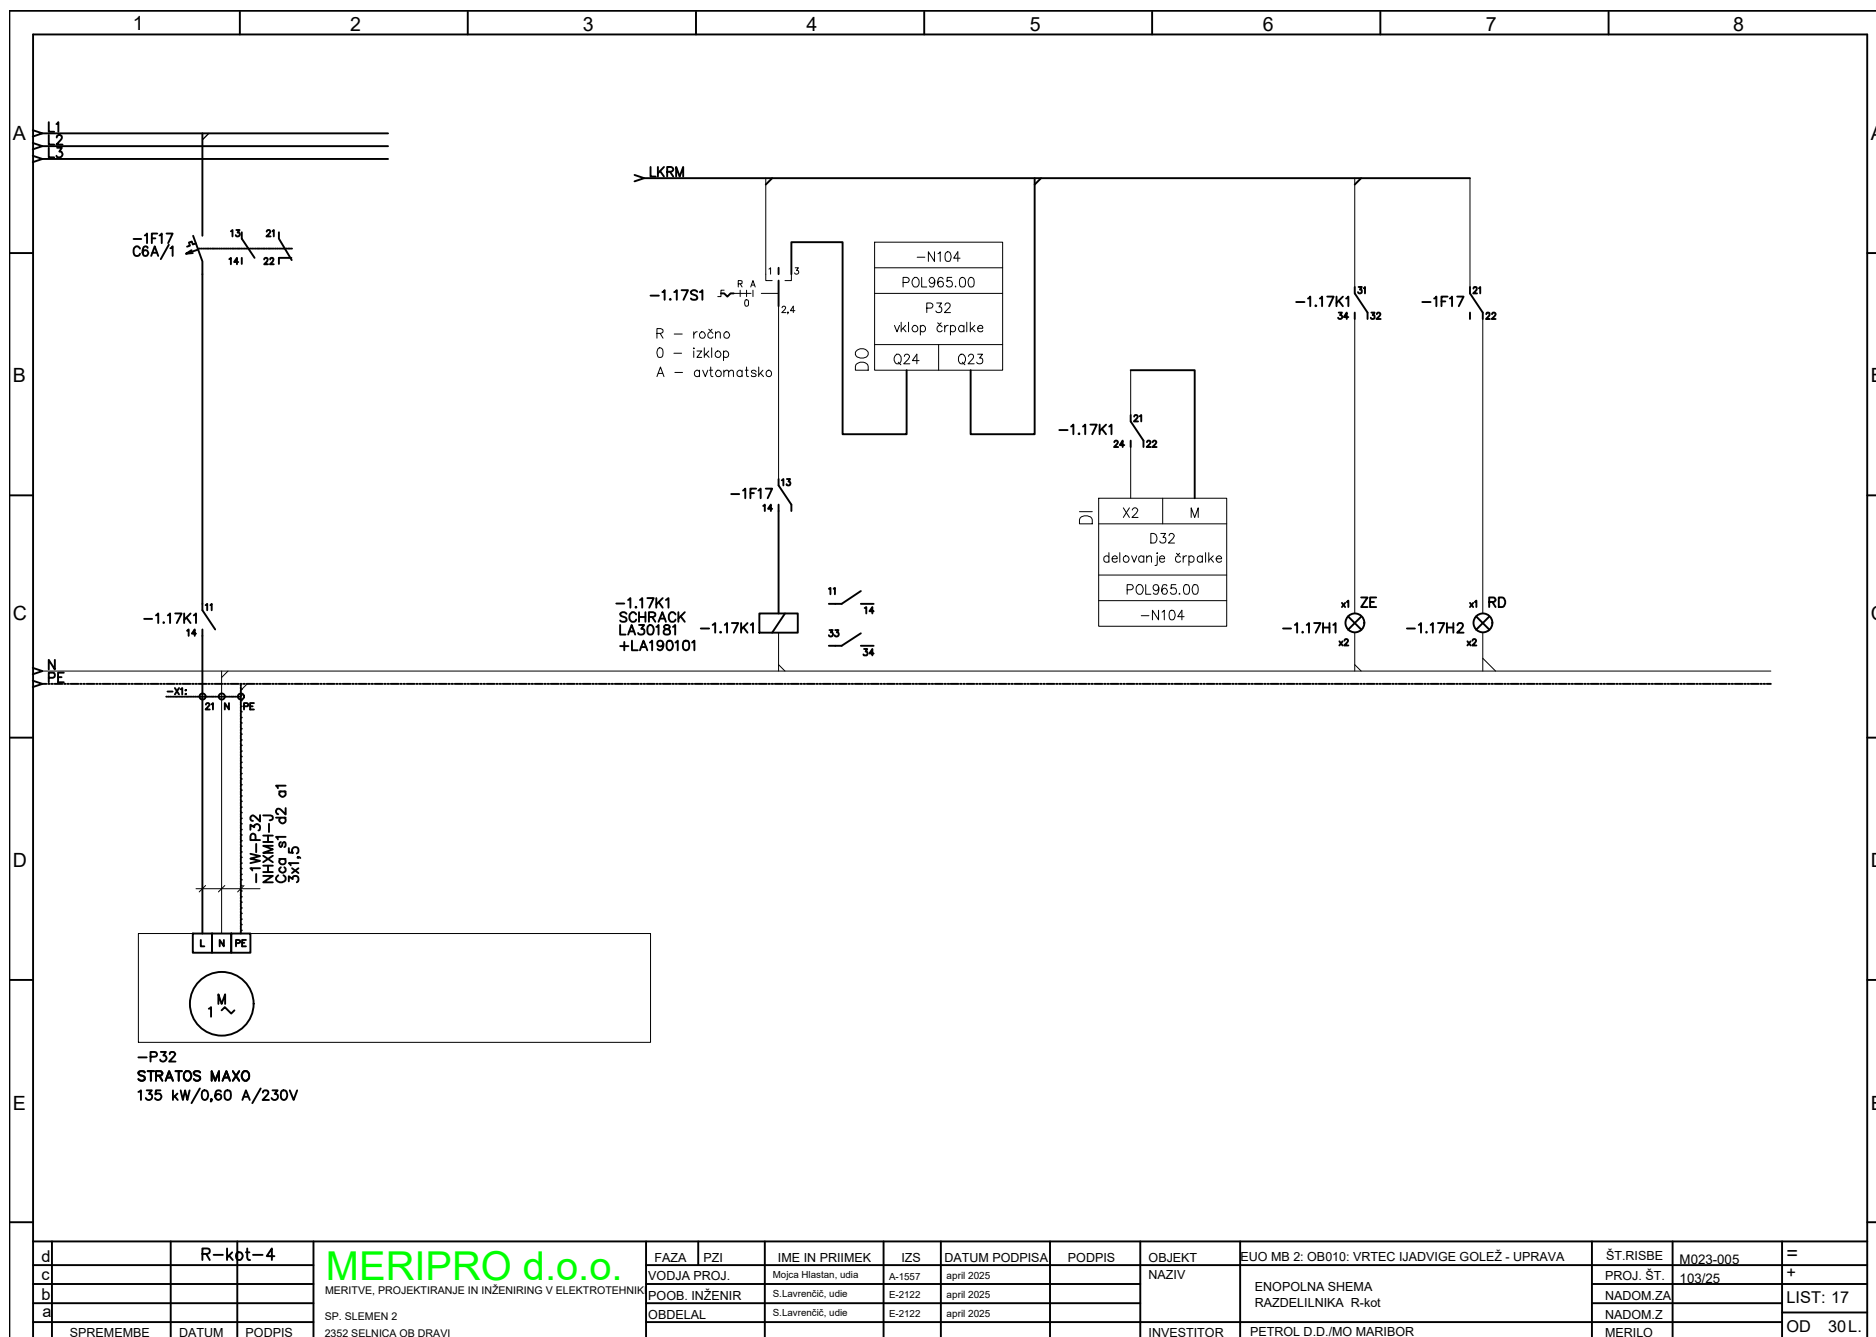 1 2 3 4 5 6 7 8
A
B
C
D
E
L1
L2
L3
-1F17
C6A/1
13 21
14 22
-1.17K1
11
14
N
PE
-X1:
21 N PE
-1W-P32
NHXMH-J
Cca s1 d2 a1
3x1,5
L N PE
M
1 ~
-P32
STRATOS MAXO
135 kW/0,60 A/230V
LKRM
-1.17S1
R A
0
1 3
2,4
R - ročno
0 - izklop
A - avtomatsko
-N104
POL965.00
P32
vklop črpalke
DO
Q24 Q23
-1F17
13
14
-1.17K1
SCHRACK
LA30181
+LA190101
-1.17K1
11
14
33
34
-1.17K1
21
24 22
DI
X2 M
D32
delovanje črpalke
POL965.00
-N104
-1.17K1
31
34 32
-1F17
21
22
x1 ZE
-1.17H1
x2
x1 RD
-1.17H2
x2
d
c
b
a
R-kot-4
SPREMEMBE DATUM PODPIS
MERIPRO d.o.o.
MERITVE, PROJEKTIRANJE IN INŽENIRING V ELEKTROTEHNIK
SP. SLEMEN 2
2352 SELNICA OB DRAVI
FAZA PZI IME IN PRIIMEK IZS DATUM PODPISA PODPIS
VODJA PROJ. Mojca Hlastan, udia A-1557 april 2025
POOB. INŽENIR S.Lavrenčič, udie E-2122 april 2025
OBDELAL S.Lavrenčič, udie E-2122 april 2025
OBJEKT EUO MB 2: OB010: VRTEC IJADVIGE GOLEŽ - UPRAVA
NAZIV
ENOPOLNA SHEMA
RAZDELILNIKA R-kot
INVESTITOR PETROL D.D./MO MARIBOR
ŠT.RISBE M023-005
PROJ. ŠT. 103/25
NADOM.ZA
NADOM.Z
MERILO
=
+
LIST: 17
OD 30L.